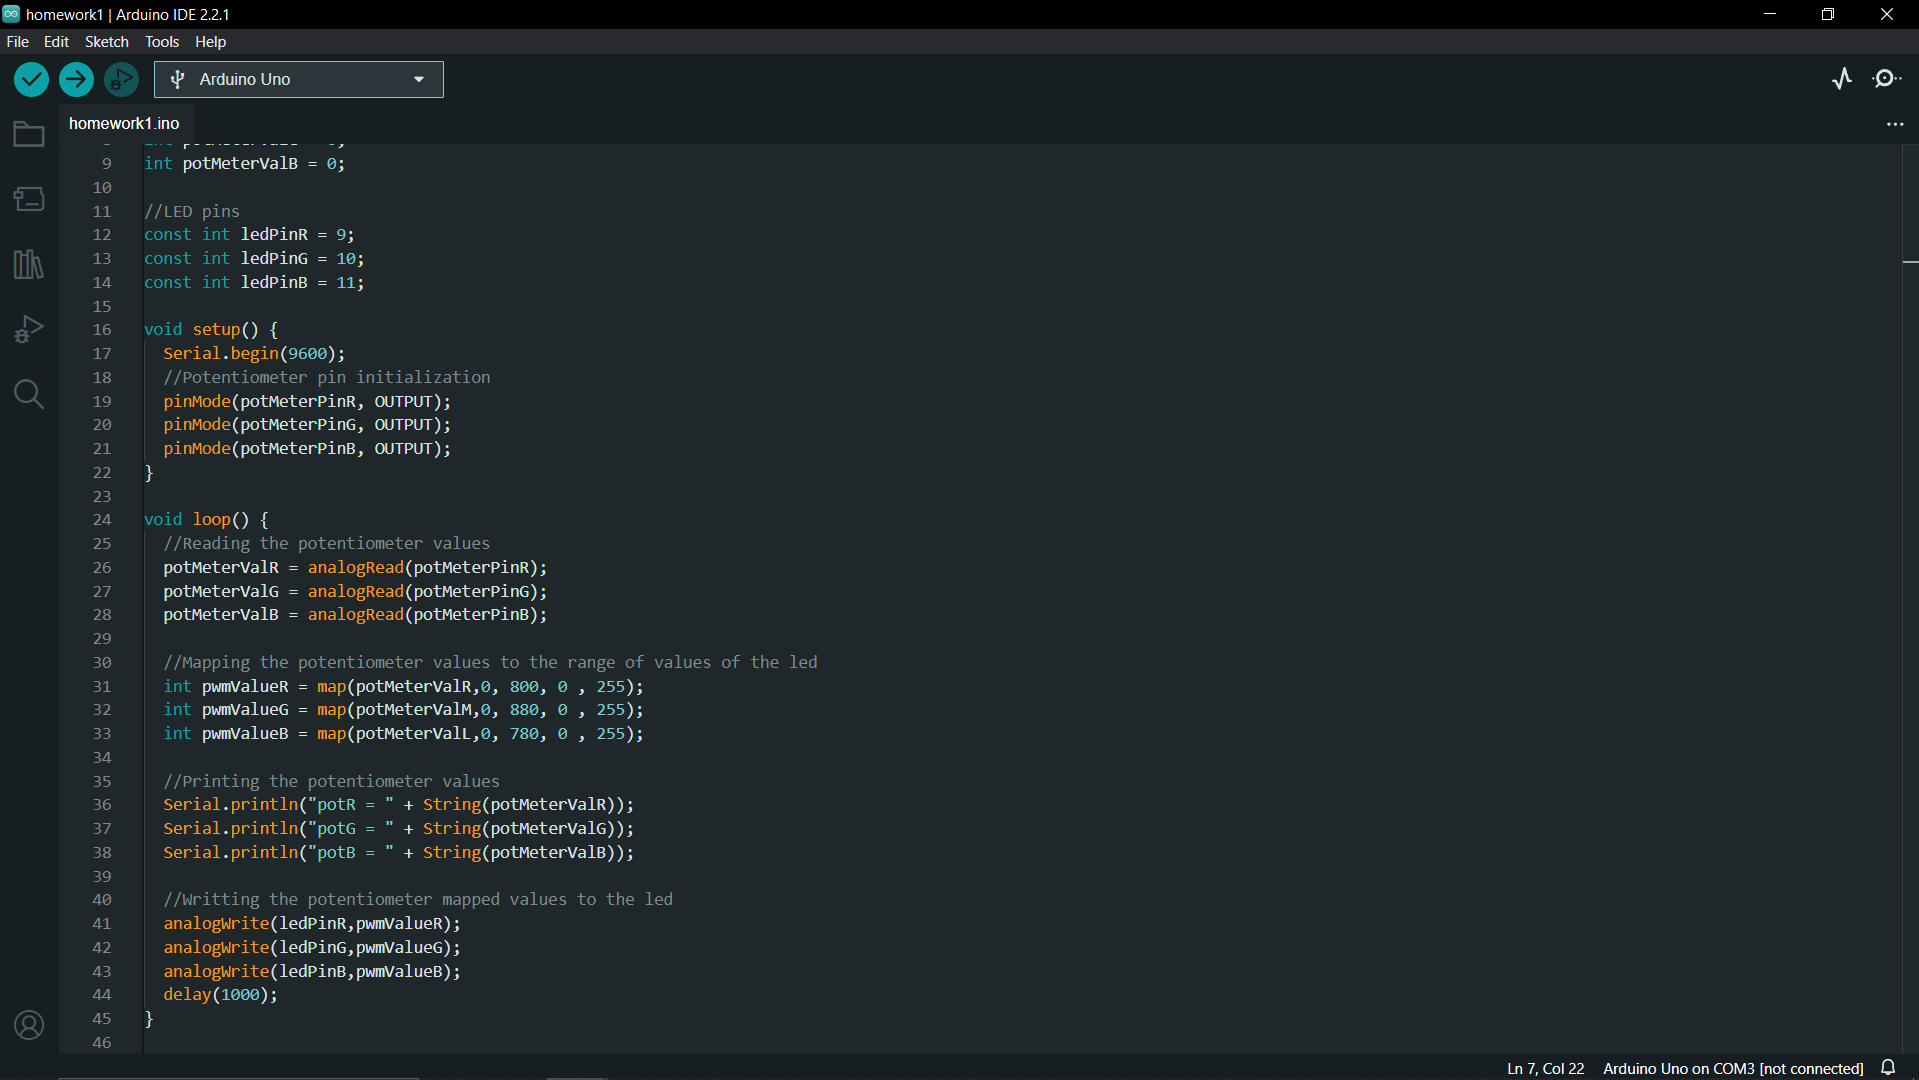 homework1 | Arduino IDE 2.2.1
File Edit Sketch Tools Help
Arduino Uno
homework1.ino
9 int potMeterValB = 0;
10
11 //LED pins
12 const int ledPinR = 9;
13 const int ledPinG = 10;
14 const int ledPinB = 11;
15
16 void setup() {
17 Serial.begin(9600);
18 //Potentiometer pin initialization
19 pinMode(potMeterPinR, OUTPUT);
20 pinMode(potMeterPinG, OUTPUT);
21 pinMode(potMeterPinB, OUTPUT);
22 }
23
24 void loop() {
25 //Reading the potentiometer values
26 potMeterValR = analogRead(potMeterPinR);
27 potMeterValG = analogRead(potMeterPinG);
28 potMeterValB = analogRead(potMeterPinB);
29
30 //Mapping the potentiometer values to the range of values of the led
31 int pwmValueR = map(potMeterValR,0, 800, 0 , 255);
32 int pwmValueG = map(potMeterValM,0, 880, 0 , 255);
33 int pwmValueB = map(potMeterValL,0, 780, 0 , 255);
34
35 //Printing the potentiometer values
36 Serial.println("potR = " + String(potMeterValR));
37 Serial.println("potG = " + String(potMeterValG));
38 Serial.println("potB = " + String(potMeterValB));
39
40 //Writting the potentiometer mapped values to the led
41 analogWrite(ledPinR,pwmValueR);
42 analogWrite(ledPinG,pwmValueG);
43 analogWrite(ledPinB,pwmValueB);
44 delay(1000);
45 }
46
Ln 7, Col 22 Arduino Uno on COM3 [not connected]